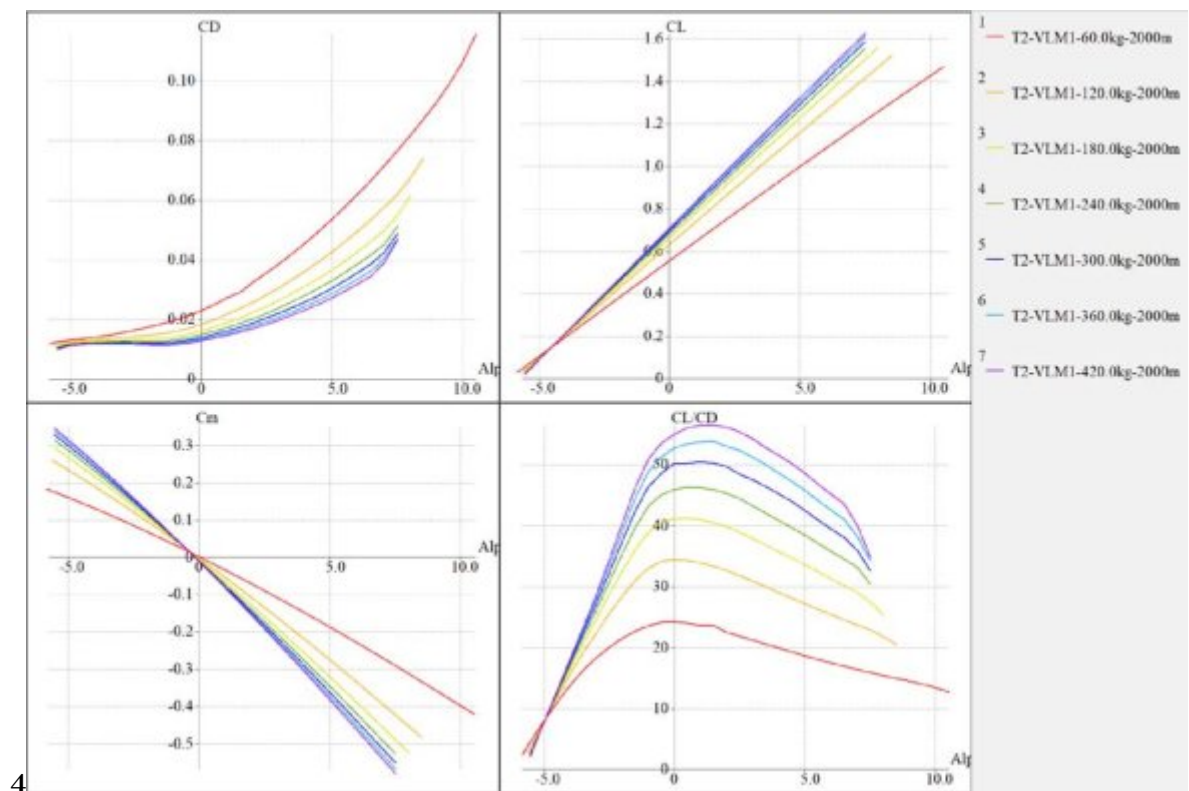 CD
0.10
0.08
0.06
0.04
0.02
0
-5.0 0 5.0 10.0
Alp
CL
1.6
1.4
1.2
1.0
0.8
0.6
0.4
0.2
0
-5.0 0 5.0 10.0
Alp
1
T2-VLM1-60.0kg-2000m
2
T2-VLM1-120.0kg-2000m
3
T2-VLM1-180.0kg-2000m
4
T2-VLM1-240.0kg-2000m
5
T2-VLM1-300.0kg-2000m
6
T2-VLM1-360.0kg-2000m
7
T2-VLM1-420.0kg-2000m
Cm
0.3
0.2
0.1
0
-0.1
-0.2
-0.3
-0.4
-0.5
-5.0 0 5.0 10.0
Alp
CL/CD
50
40
30
20
10
0
-5.0 0 5.0 10.0
Alp
4